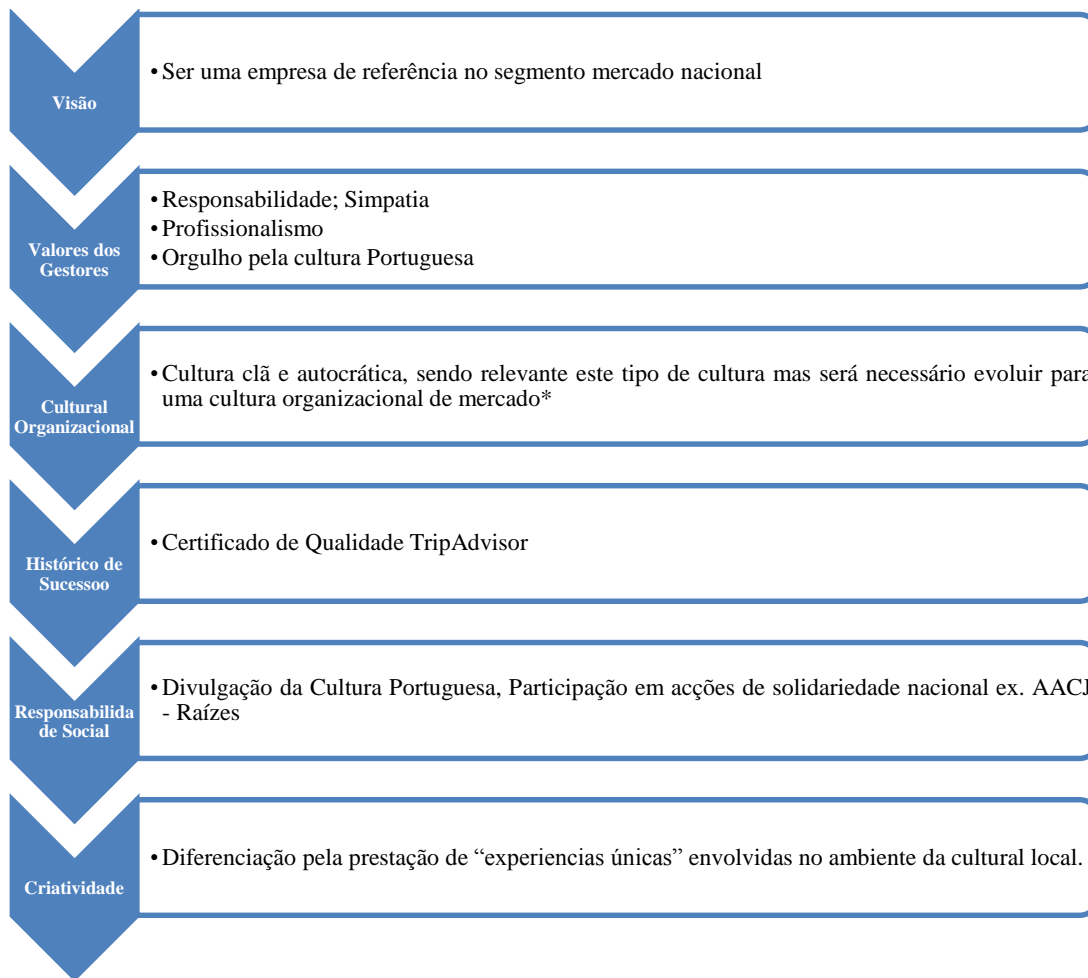 Visão
•Ser uma empresa de referência no segmento mercado nacional
Valores dos
Gestores
•Responsabilidade; Simpatia
•Profissionalismo
•Orgulho pela cultura Portuguesa
Cultural
Organizacional
•Cultura clã e autocrática, sendo relevante este tipo de cultura mas será necessário evoluir para
uma cultura organizacional de mercado*
Histórico de
Sucessoo
•Certificado de Qualidade TripAdvisor
Responsabilida
de Social
•Divulgação da Cultura Portuguesa, Participação em acções de solidariedade nacional ex. AACJ
- Raízes
Criatividade
•Diferenciação pela prestação de “experiencias únicas” envolvidas no ambiente da cultural local.